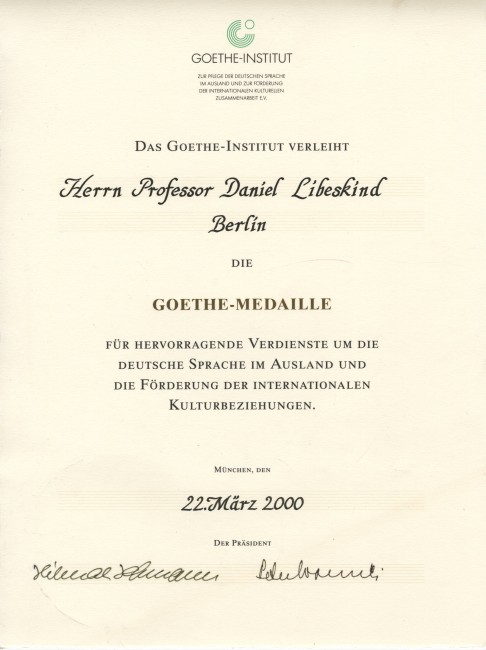 GOETHE-INSTITUT
ZUR PFLEGE DER DEUTSCHEN SPRACHE
IM AUSLAND UND ZUR FÖRDERUNG
DER INTERNATIONALEN KULTURELLEN
ZUSAMMENARBEIT E.V.
DAS GOETHE-INSTITUT VERLEIHT
Herrn Professor Daniel Libeskind
Berlin
DIE
GOETHE-MEDAILLE
FÜR HERVORRAGENDE VERDIENSTE UM DIE
DEUTSCHE SPRACHE IM AUSLAND UND
DIE FÖRDERUNG DER INTERNATIONALEN
KULTURBEZIEHUNGEN.
MÜNCHEN, DEN
22. März 2000
DER PRÄSIDENT